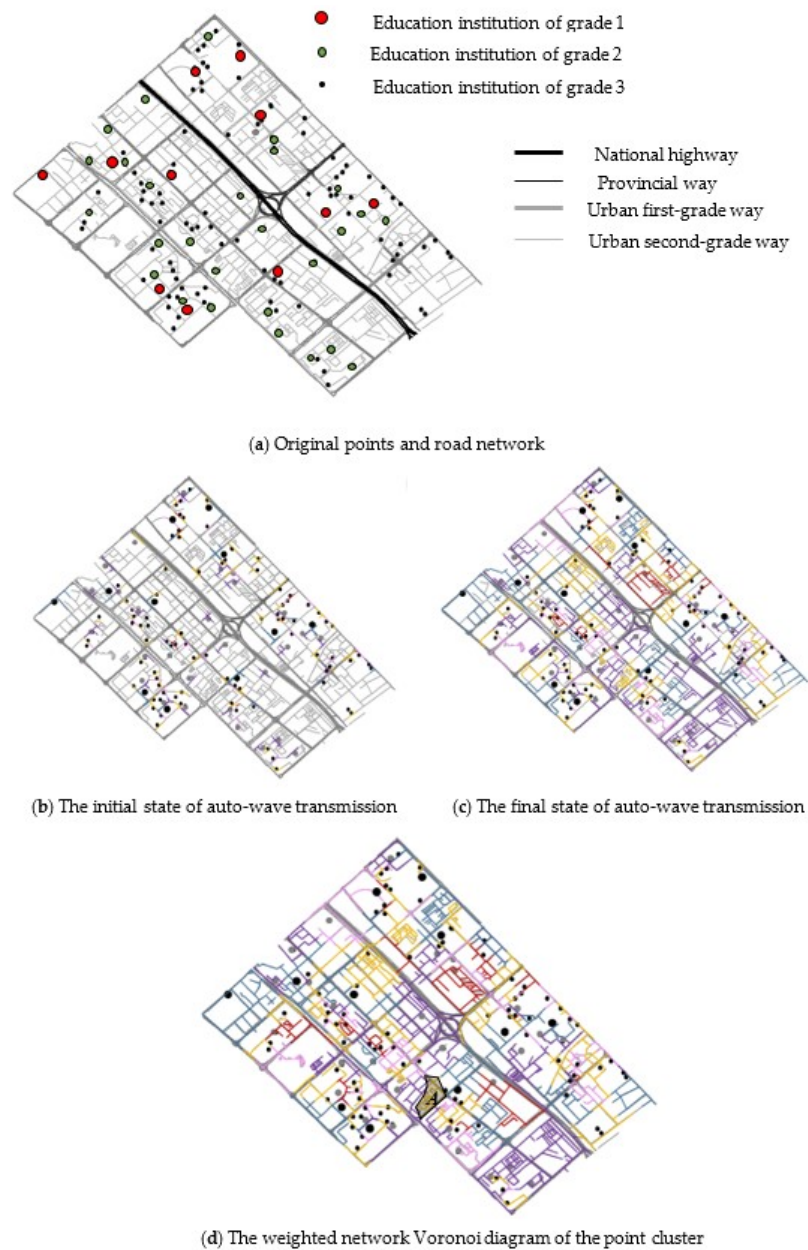 Education institution of grade 1
Education institution of grade 2
Education institution of grade 3
National highway
Provincial way
Urban first-grade way
Urban second-grade way
(a) Original points and road network
(b) The initial state of auto-wave transmission
(c) The final state of auto-wave transmission
A
(d) The weighted network Voronoi diagram of the point cluster